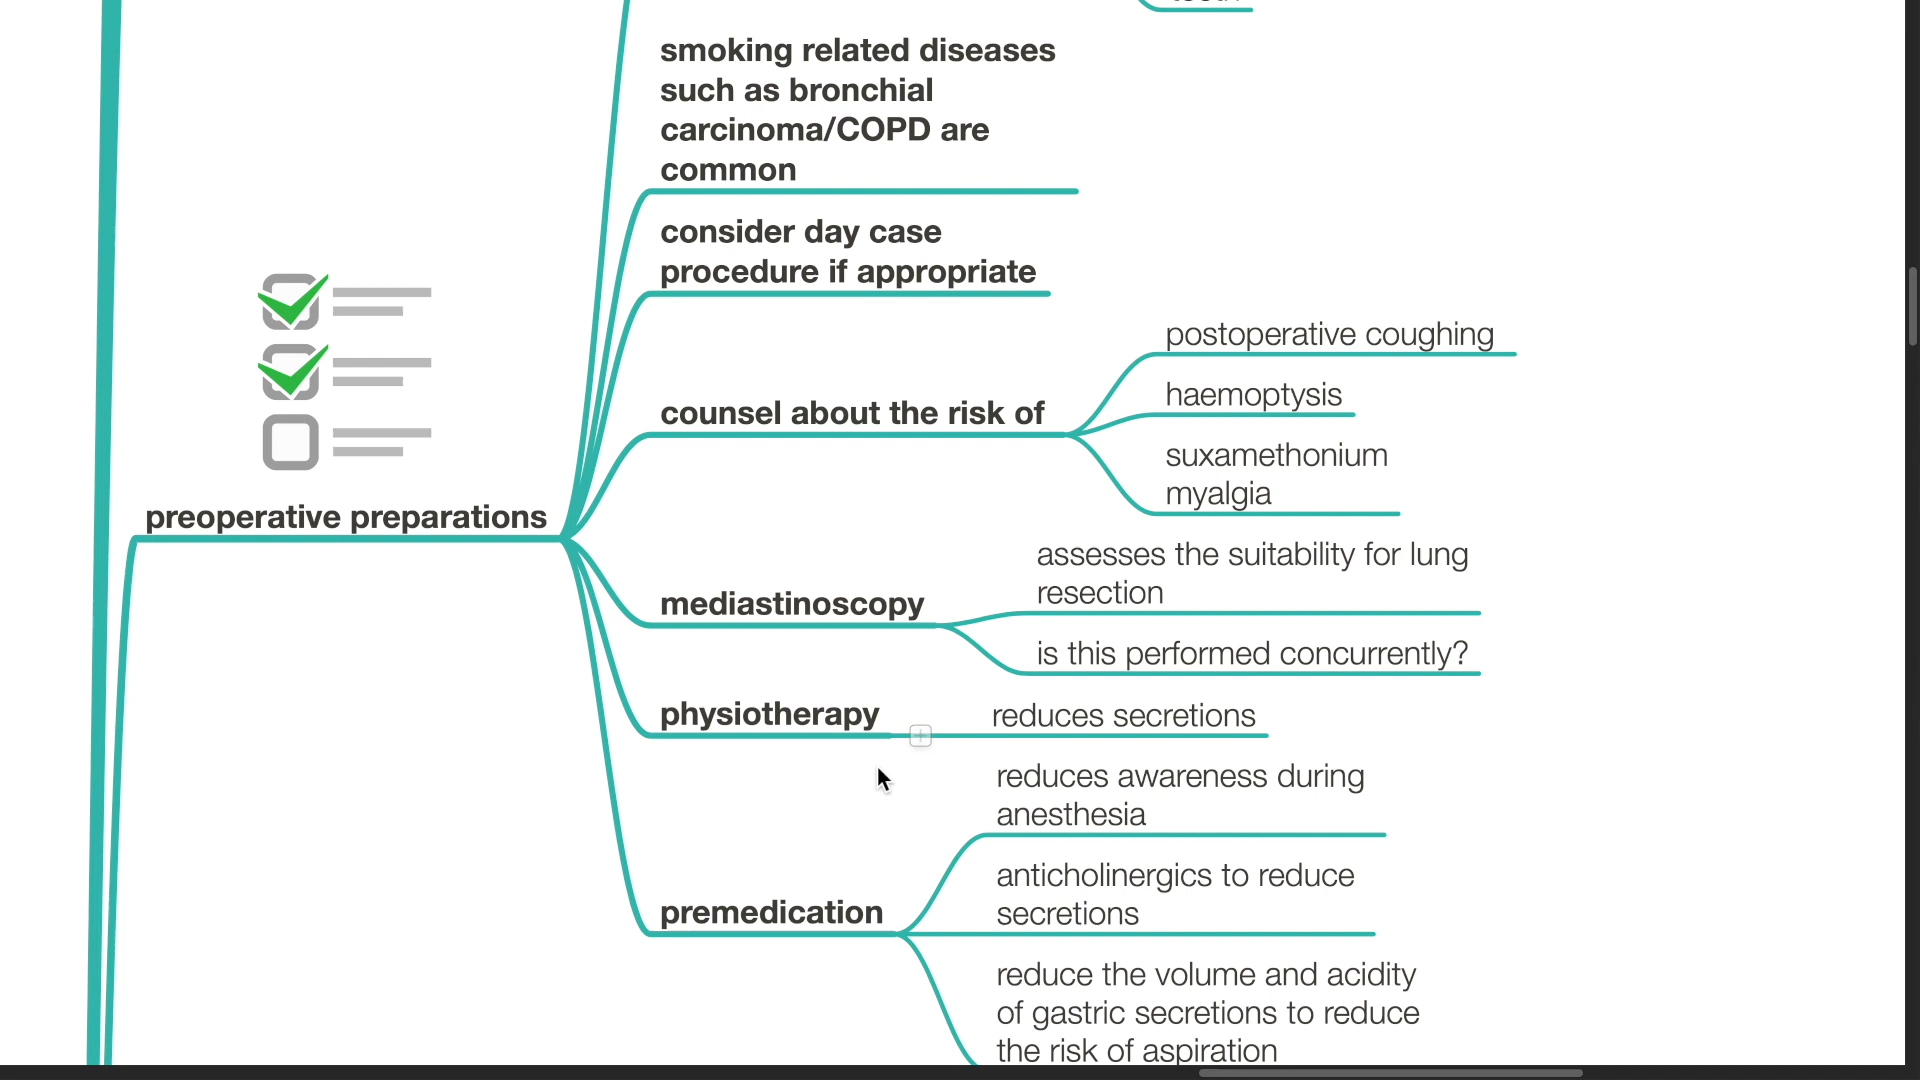 smoking related diseases
such as bronchial
carcinoma/COPD are
common
consider day case
procedure if appropriate
counsel about the risk of
postoperative coughing
haemoptysis
suxamethonium
myalgia
preoperative preparations
mediastinoscopy
assesses the suitability for lung
resection
is this performed concurrently?
physiotherapy
reduces secretions
premedication
reduces awareness during
anesthesia
anticholinergics to reduce
secretions
reduce the volume and acidity
of gastric secretions to reduce
the risk of aspiration